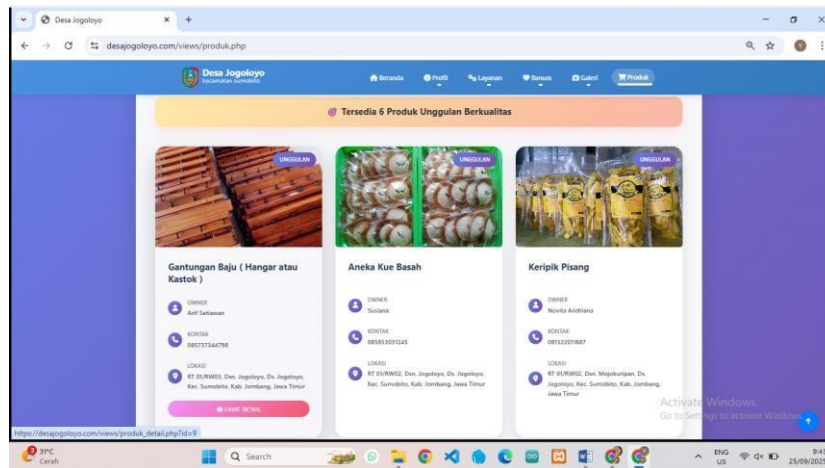 Desa Jogoloyo
desajogoloyo.com/views/produk.php
Desa Jogoloyo
Kecamatan Sumobito
Beranda Profil Layanan Bansos Galeri Produk
Tersedia 6 Produk Unggulan Berkualitas
UNGGULAN
UNGGULAN
UNGGULAN
Gantungan Baju ( Hangar atau
Kastok )
OWNER
Arif Setiawan
KONTAK
085737344798
LOKASI
RT 01/RW03, Dsn. Jogoloyo, Ds. Jogoloyo,
Kec. Sumobito, Kab. Jombang, Jawa Timur
LIHAT DETAIL
Aneka Kue Basah
OWNER
Susiana
KONTAK
085853031245
LOKASI
RT 01/RW02, Dsn. Jogoloyo, Ds. Jogoloyo,
Kec. Sumobito, Kab. Jombang, Jawa Timur
Keripik Pisang
OWNER
Novita Andriana
KONTAK
081322011887
LOKASI
RT 01/RW02, Dsn. Mojokuripan, Ds.
Jogoloyo, Kec. Sumobito, Kab. Jombang,
Jawa Timur
Activate Windows
Go to Settings to activate Windows
https://desajogoloyo.com/views/produk_detail.php?id=9
31°C
Cerah
Search
ENG
US
9:43
25/09/2025